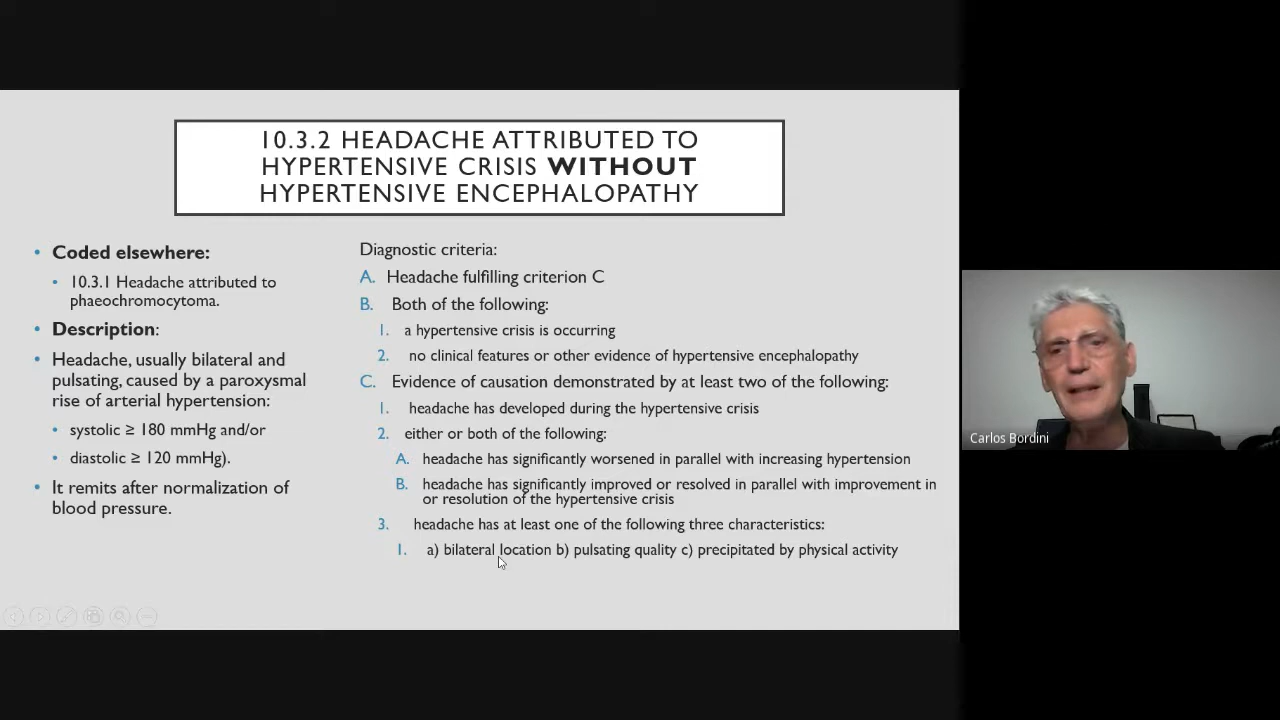 10.3.2 HEADACHE ATTRIBUTED TO
HYPERTENSIVE CRISIS WITHOUT
HYPERTENSIVE ENCEPHALOPATHY
• Coded elsewhere:
• 10.3.1 Headache attributed to
phaeochromocytoma.
• Description:
• Headache, usually bilateral and
pulsating, caused by a paroxysmal
rise of arterial hypertension:
• systolic ≥ 180 mmHg and/or
• diastolic ≥ 120 mmHg).
• It remits after normalization of
blood pressure.
Diagnostic criteria:
A. Headache fulfilling criterion C
B. Both of the following:
1. a hypertensive crisis is occurring
2. no clinical features or other evidence of hypertensive encephalopathy
C. Evidence of causation demonstrated by at least two of the following:
1. headache has developed during the hypertensive crisis
2. either or both of the following:
A. headache has significantly worsened in parallel with increasing hypertension
B. headache has significantly improved or resolved in parallel with improvement in
or resolution of the hypertensive crisis
3. headache has at least one of the following three characteristics:
1. a) bilateral location b) pulsating quality c) precipitated by physical activity
Carlos Bordini